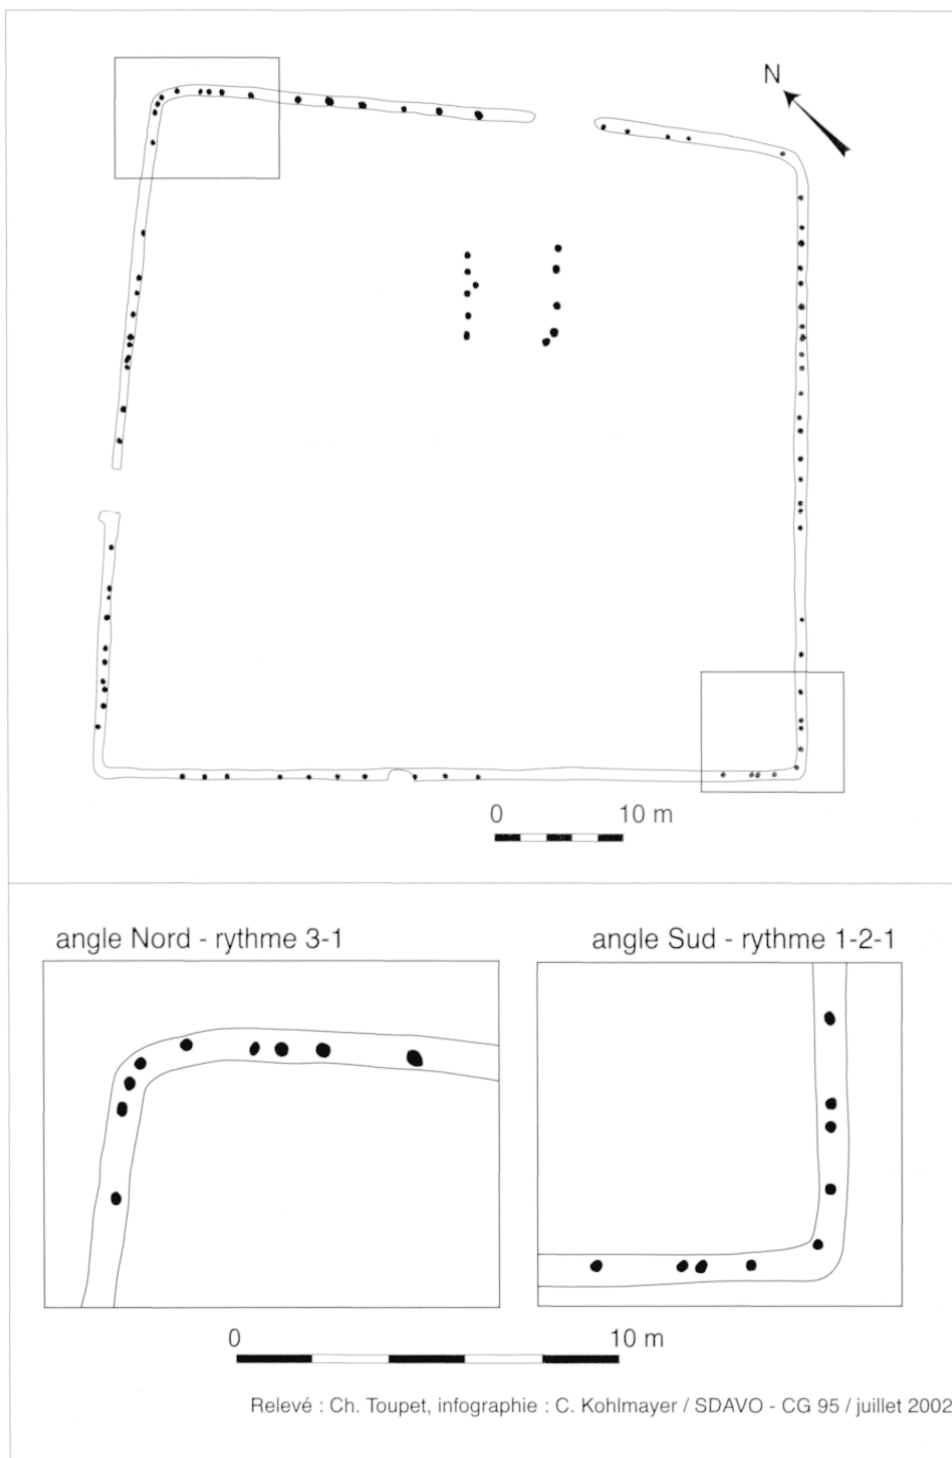 N
0 10 m
angle Nord - rythme 3-1
angle Sud - rythme 1-2-1
0 10 m
Relevé : Ch. Toupet, infographie : C. Kohlmayer / SDAVO - CG 95 / juillet 2002